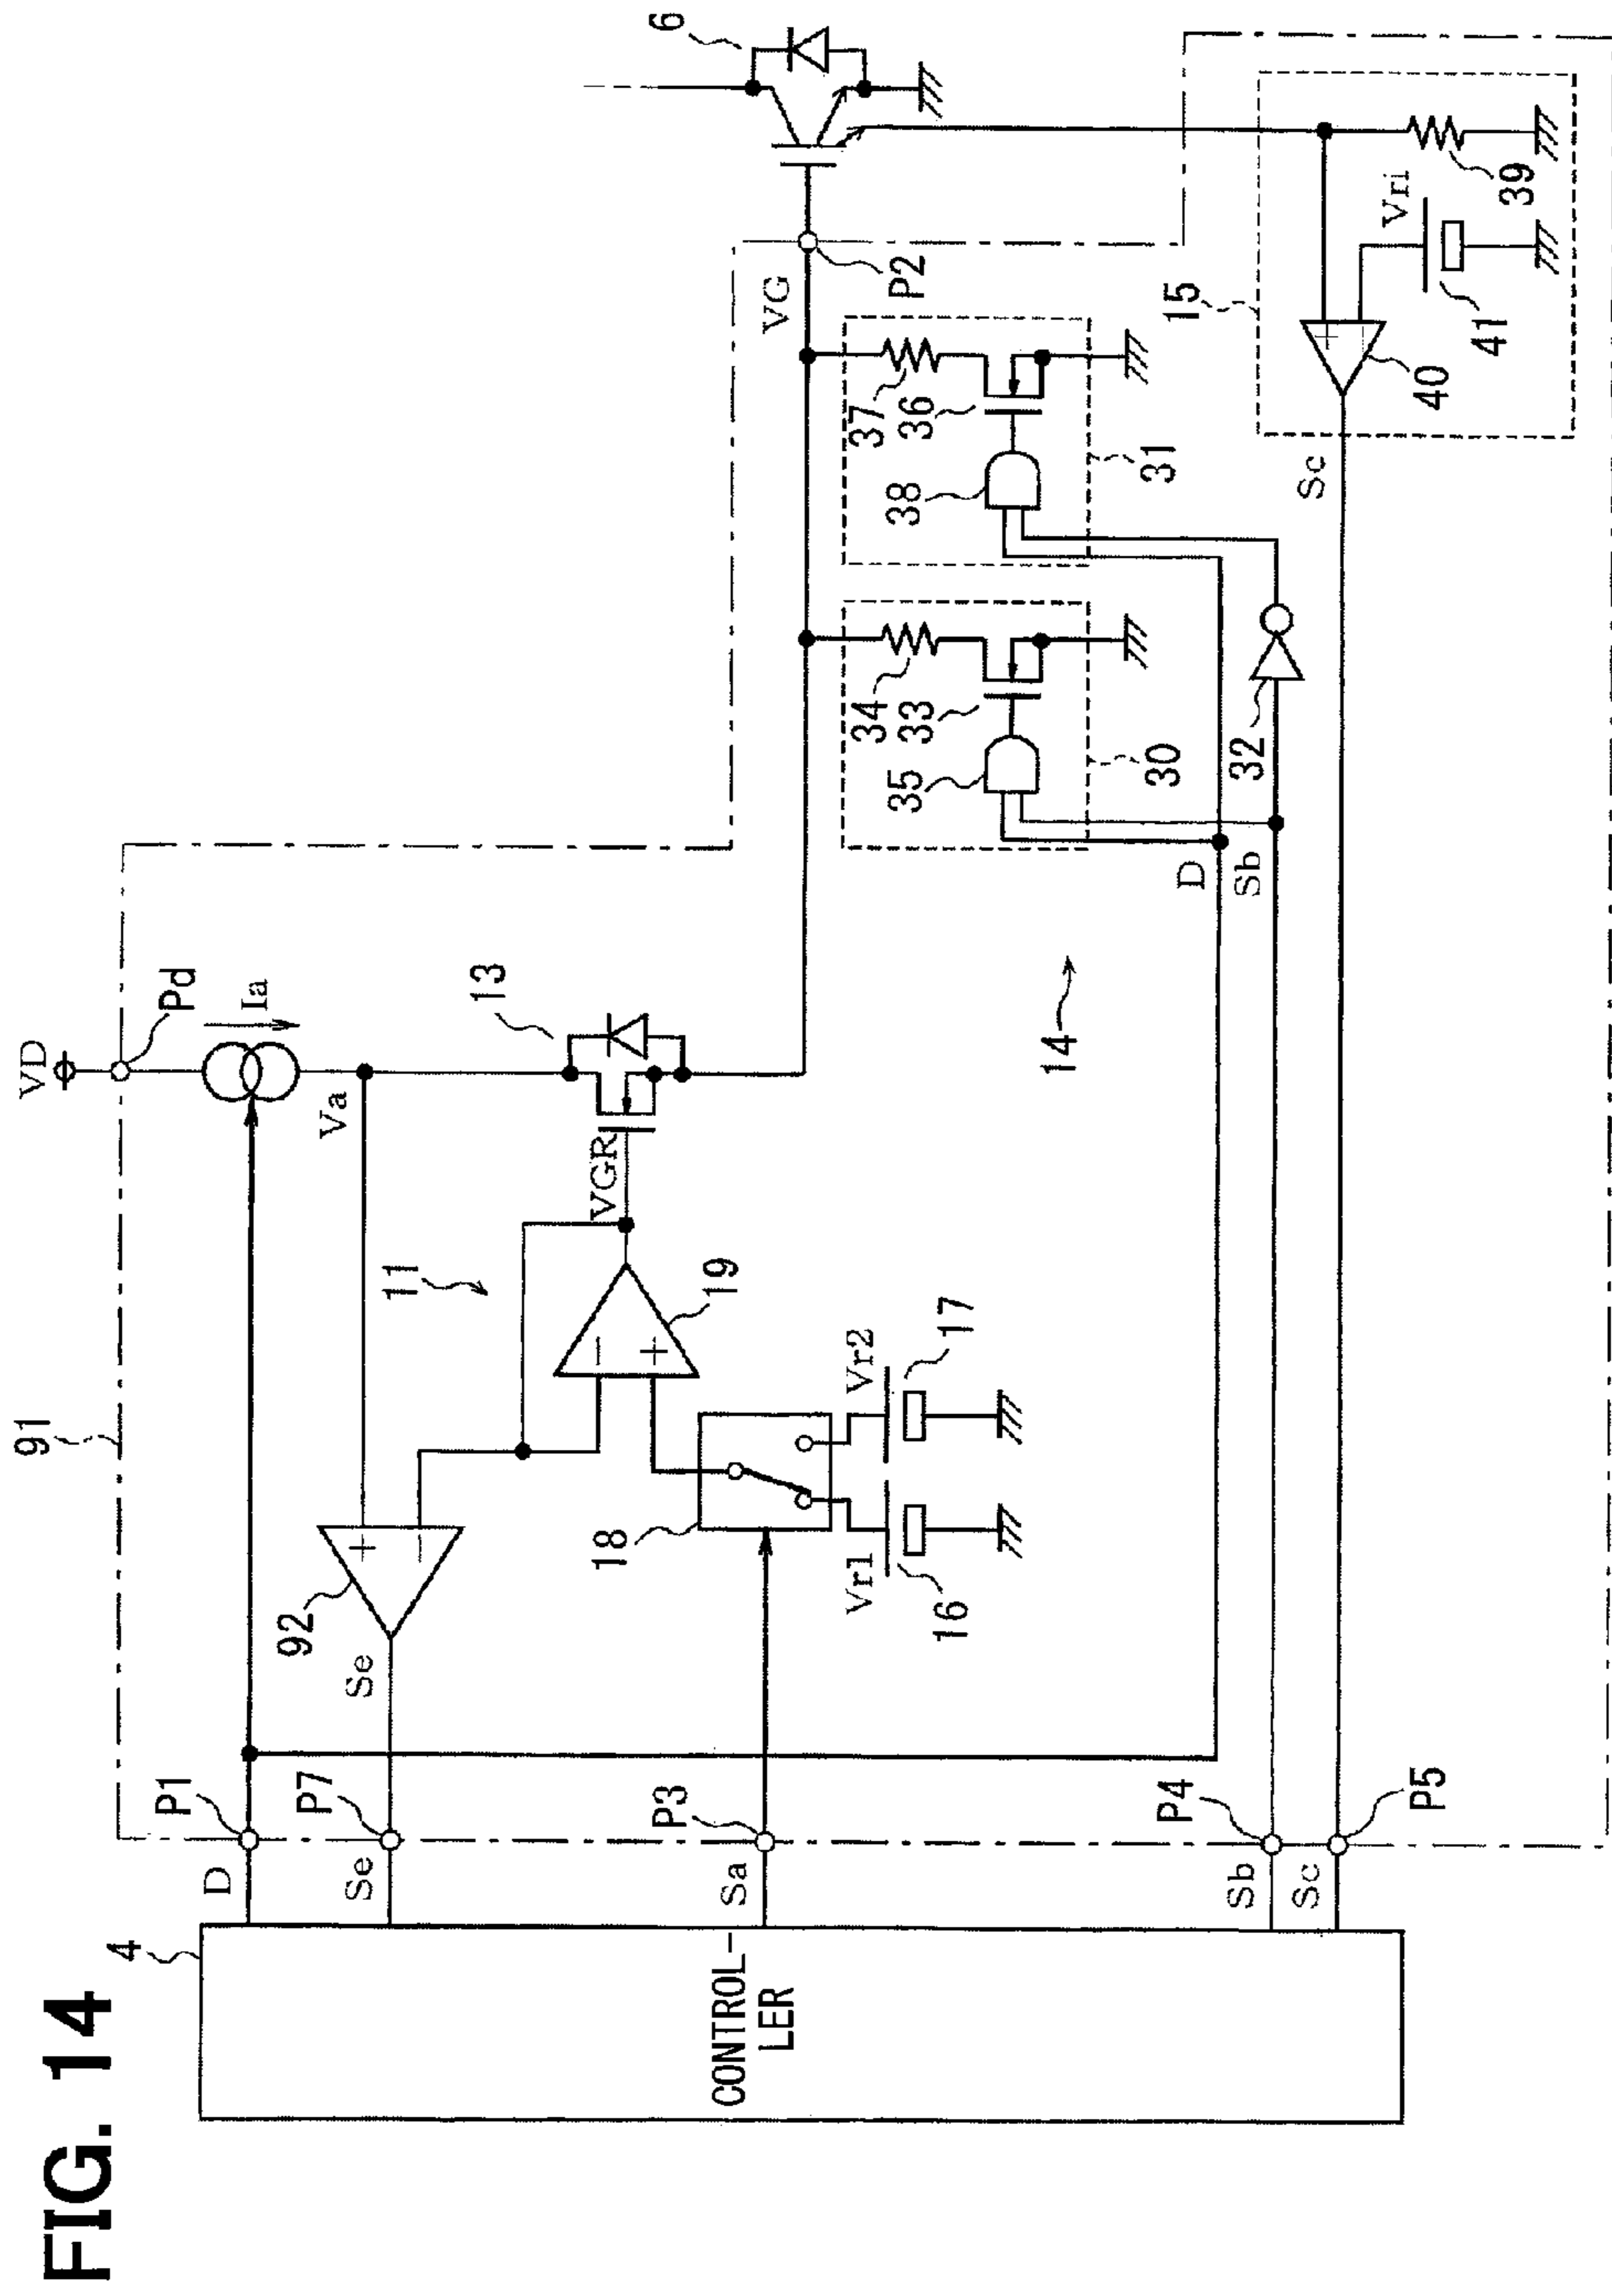 FIG. 14
4
CONTROL-
LER
D
Se
Sa
Sb
Sc
P1
P7
P3
P4
P5
91
92
Se
VD
Pd
Ia
Va
11
VGR
13
19
+
−
+
−
18
Vr1
Vr2
16
17
14
D
Sb
32
30
35
33
34
31
38
36
37
VG
P2
6
Sc
15
40
+
−
41
Vri
39